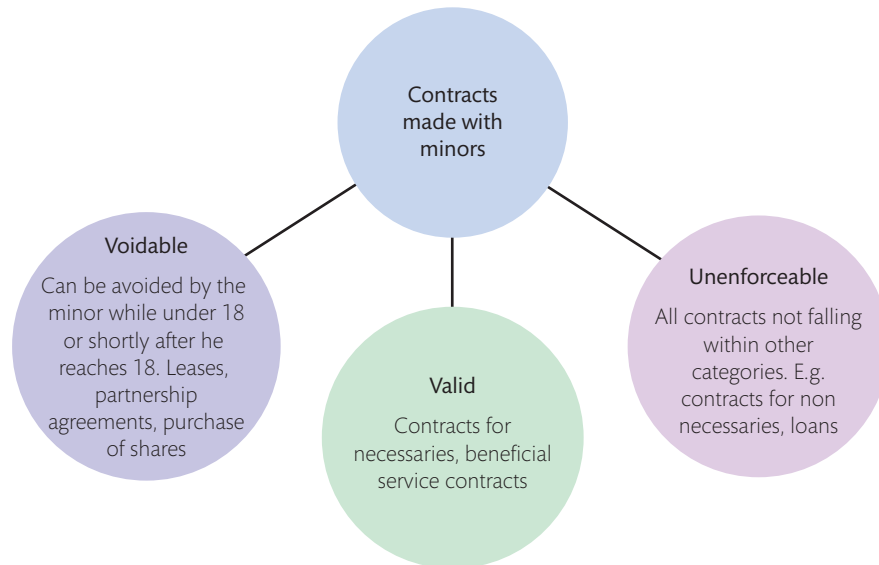 Contracts
made with
minors
Voidable
Can be avoided by the
minor while under 18
or shortly after he
reaches 18. Leases,
partnership
agreements, purchase
of shares
Valid
Contracts for
necessaries, beneficial
service contracts
Unenforceable
All contracts not falling
within other
categories. E.g.
contracts for non
necessaries, loans